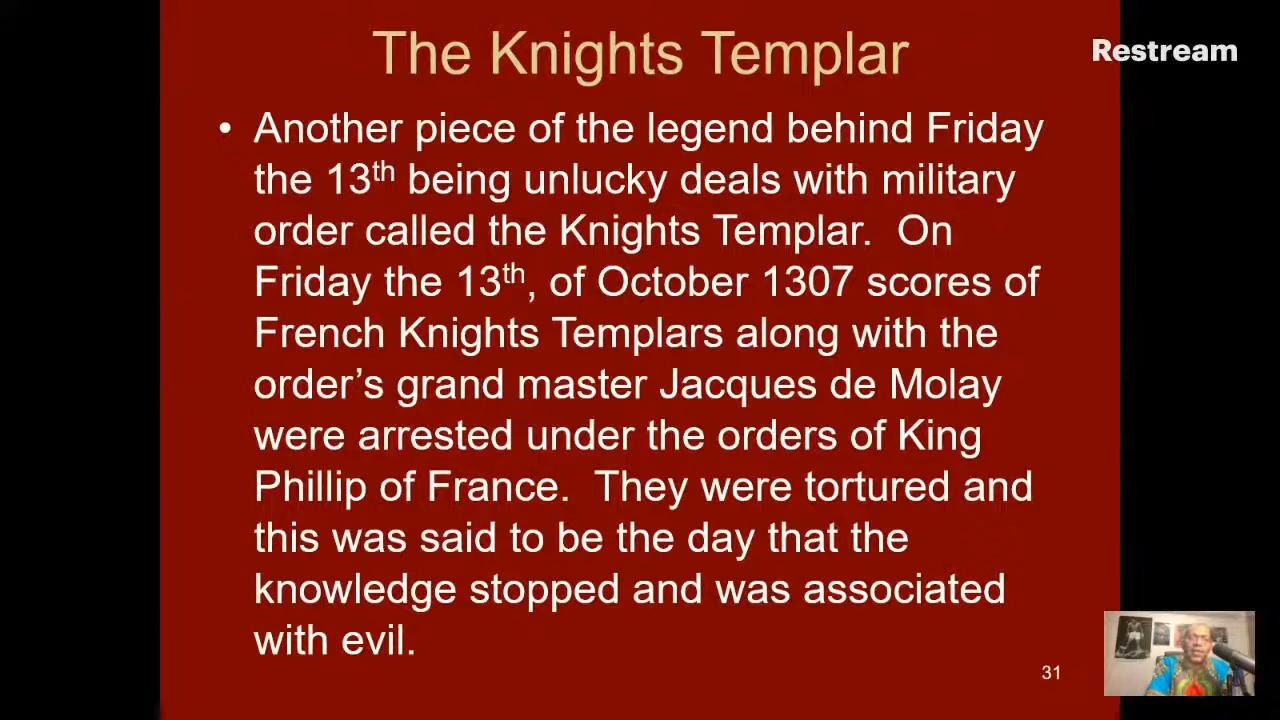 The Knights Templar
Restream
• Another piece of the legend behind Friday
the 13th being unlucky deals with military
order called the Knights Templar.  On
Friday the 13th, of October 1307 scores of
French Knights Templars along with the
order’s grand master Jacques de Molay
were arrested under the orders of King
Phillip of France.  They were tortured and
this was said to be the day that the
knowledge stopped and was associated
with evil.
31